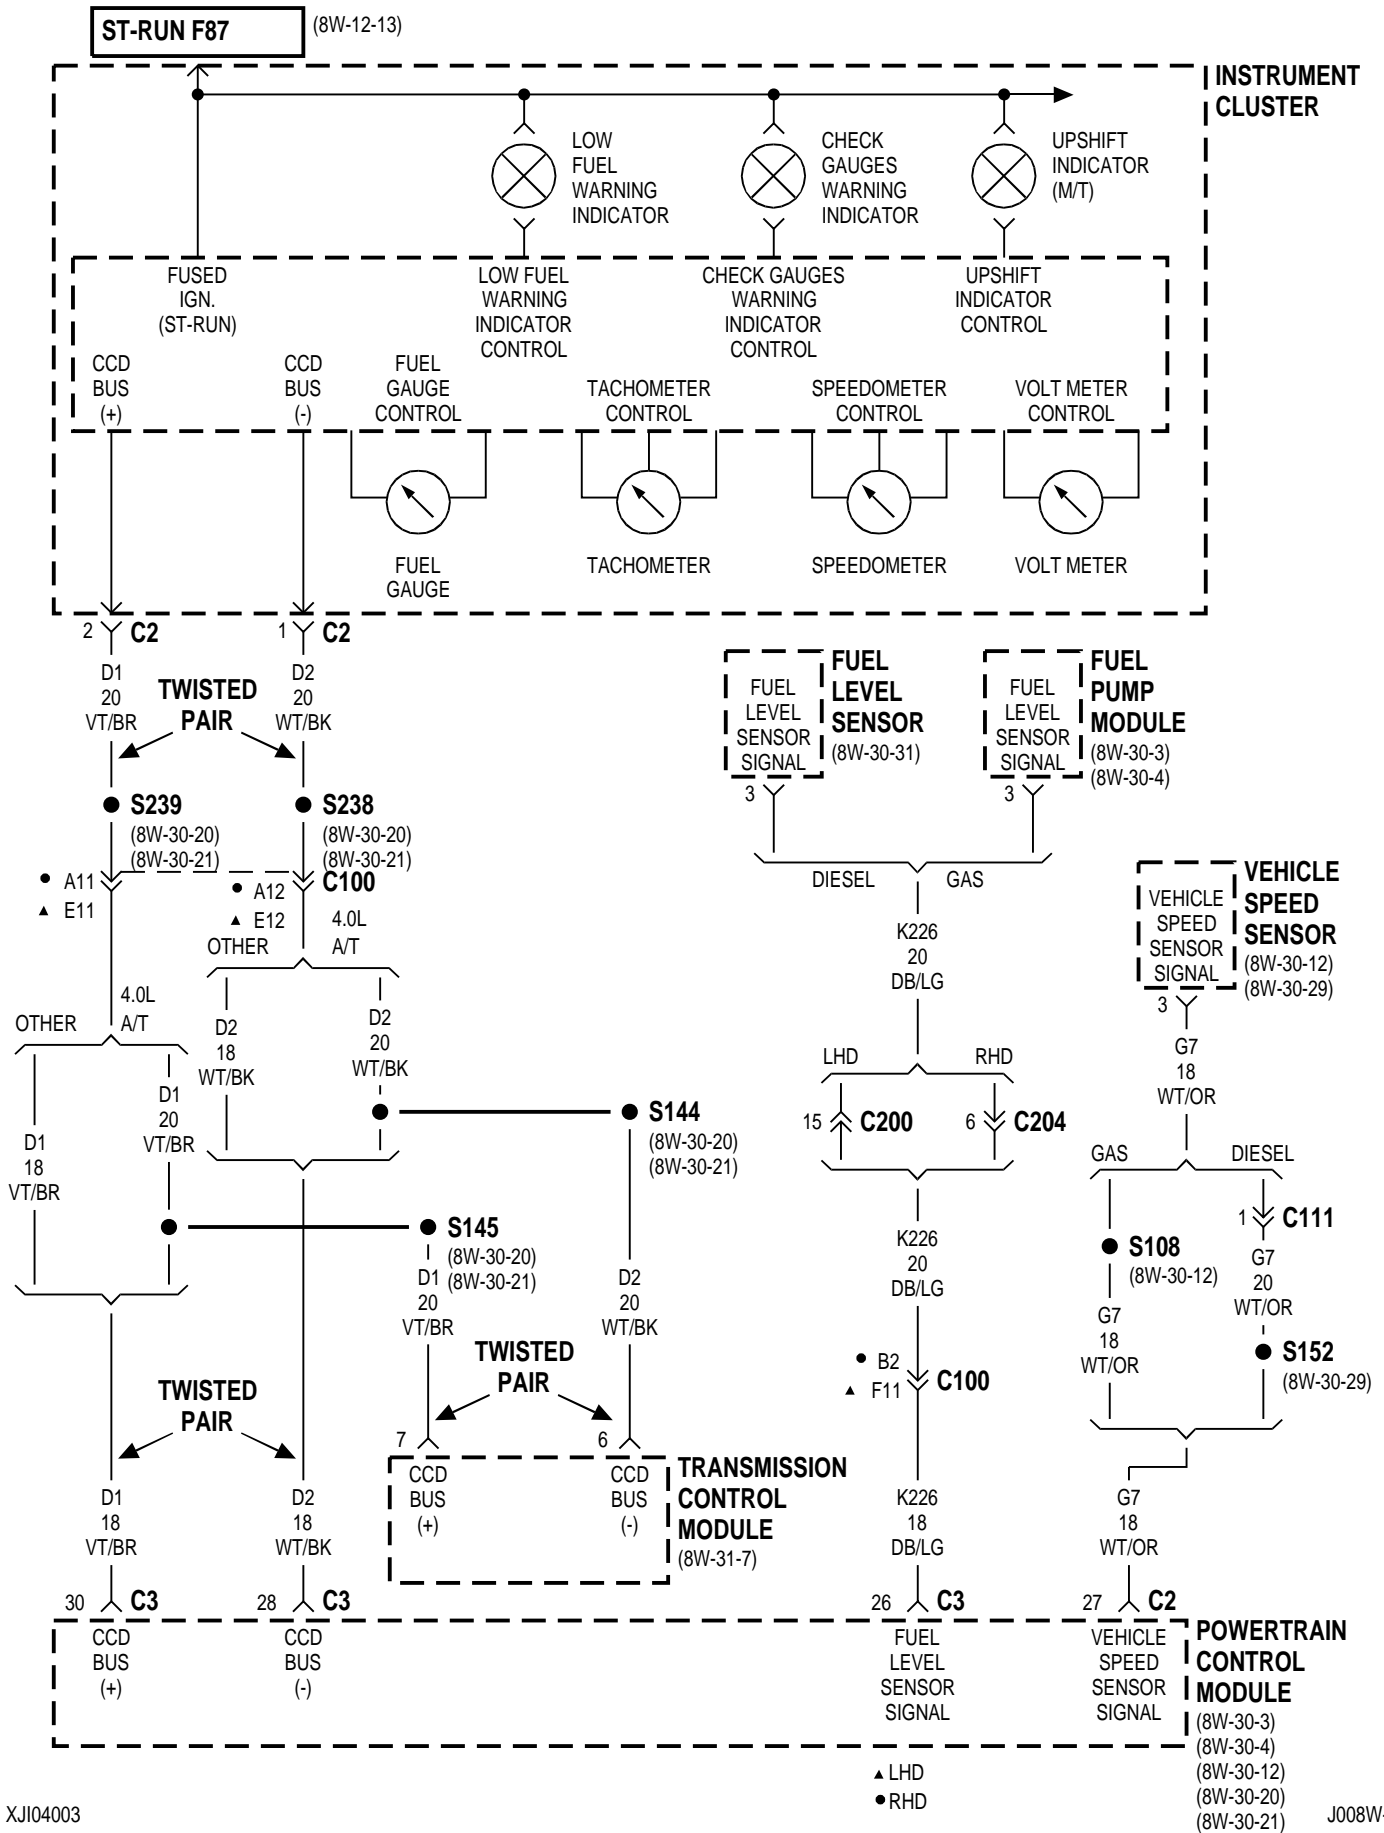 ST-RUN F87
(8W-12-13)
INSTRUMENT
CLUSTER
LOW
FUEL
WARNING
INDICATOR
CHECK
GAUGES
WARNING
INDICATOR
UPSHIFT
INDICATOR
(M/T)
FUSED
IGN.
(ST-RUN)
LOW FUEL
WARNING
INDICATOR
CONTROL
CHECK GAUGES
WARNING
INDICATOR
CONTROL
UPSHIFT
INDICATOR
CONTROL
CCD
BUS
(+)
CCD
BUS
(-)
FUEL
GAUGE
CONTROL
TACHOMETER
CONTROL
SPEEDOMETER
CONTROL
VOLT METER
CONTROL
FUEL
GAUGE
TACHOMETER
SPEEDOMETER
VOLT METER
2 C2
1 C2
D1
20
VT/BR
TWISTED
PAIR
D2
20
WT/BK
FUEL
LEVEL
SENSOR
SIGNAL
FUEL
LEVEL
SENSOR
(8W-30-31)
FUEL
LEVEL
SENSOR
SIGNAL
FUEL
PUMP
MODULE
(8W-30-3)
(8W-30-4)
3
3
S239
(8W-30-20)
(8W-30-21)
S238
(8W-30-20)
(8W-30-21)
● A11
▲ E11
● A12
▲ E12
C100
DIESEL
GAS
VEHICLE
SPEED
SENSOR
SIGNAL
VEHICLE
SPEED
SENSOR
(8W-30-12)
(8W-30-29)
3
OTHER
4.0L
A/T
K226
20
DB/LG
OTHER
4.0L
A/T
D2
18
WT/BK
D2
20
WT/BK
G7
18
WT/OR
LHD
RHD
15 C200
6 C204
D1
18
VT/BR
D1
20
VT/BR
S144
(8W-30-20)
(8W-30-21)
GAS
DIESEL
S108
(8W-30-12)
1 C111
G7
20
WT/OR
S145
(8W-30-20)
(8W-30-21)
D1
20
VT/BR
D2
20
WT/BK
K226
20
DB/LG
G7
18
WT/OR
S152
(8W-30-29)
TWISTED
PAIR
TWISTED
PAIR
● B2
▲ F11
C100
7
6
CCD
BUS
(+)
CCD
BUS
(-)
TRANSMISSION
CONTROL
MODULE
(8W-31-7)
D1
18
VT/BR
D2
18
WT/BK
K226
18
DB/LG
G7
18
WT/OR
30 C3
28 C3
26 C3
27 C2
CCD
BUS
(+)
CCD
BUS
(-)
FUEL
LEVEL
SENSOR
SIGNAL
VEHICLE
SPEED
SENSOR
SIGNAL
POWERTRAIN
CONTROL
MODULE
(8W-30-3)
(8W-30-4)
(8W-30-12)
(8W-30-20)
(8W-30-21)
▲ LHD
● RHD
XJI04003
J008W-